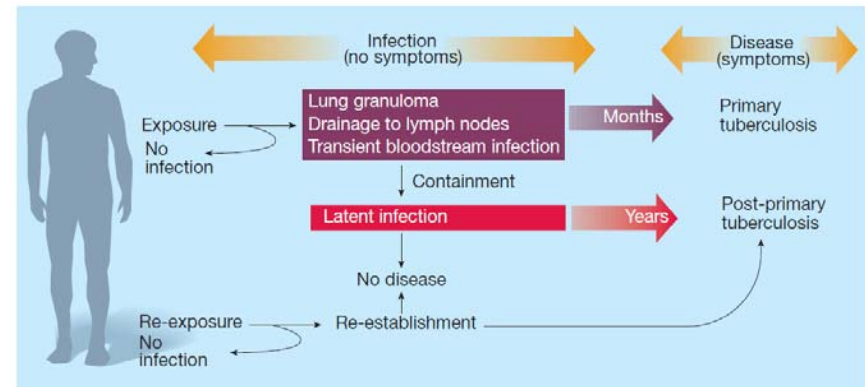 Infection
(no symptoms)
Disease
(symptoms)
Exposure
No
infection
Lung granuloma
Drainage to lymph nodes
Transient bloodstream infection
Months
Primary
tuberculosis
Containment
Latent infection
Years
Post-primary
tuberculosis
No disease
Re-exposure
No
infection
Re-establishment